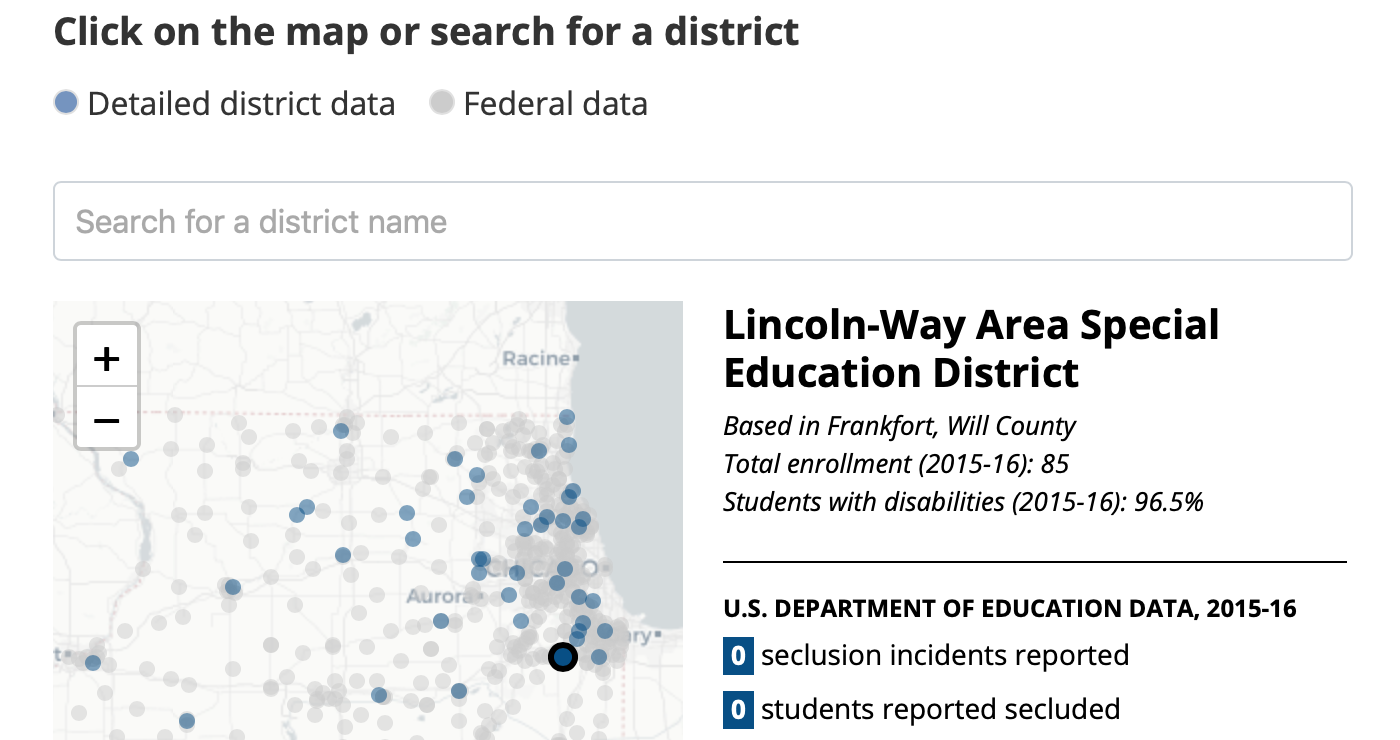 Click on the map or search for a district
Detailed district data Federal data
Search for a district name
+
−
Racine
CHICAGO
Aurora
ry
t
Lincoln-Way Area Special
Education District
Based in Frankfort, Will County
Total enrollment (2015-16): 85
Students with disabilities (2015-16): 96.5%
U.S. DEPARTMENT OF EDUCATION DATA, 2015-16
0 seclusion incidents reported
0 students reported secluded